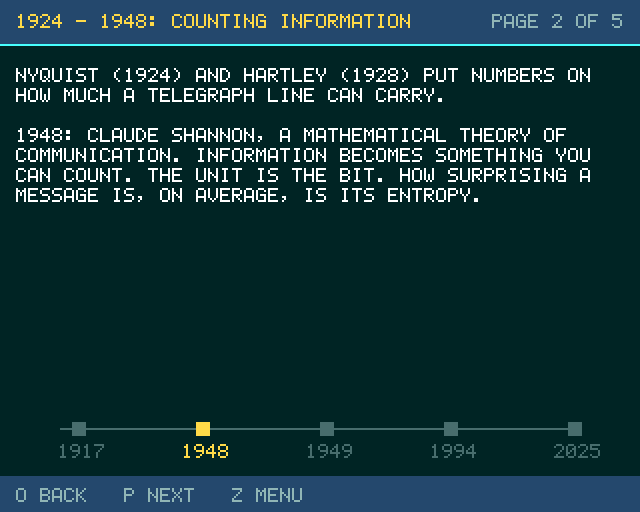 1924 - 1948: COUNTING INFORMATION
PAGE 2 OF 5
NYQUIST (1924) AND HARTLEY (1928) PUT NUMBERS ON
HOW MUCH A TELEGRAPH LINE CAN CARRY.
1948: CLAUDE SHANNON, A MATHEMATICAL THEORY OF
COMMUNICATION. INFORMATION BECOMES SOMETHING YOU
CAN COUNT. THE UNIT IS THE BIT. HOW SURPRISING A
MESSAGE IS, ON AVERAGE, IS ITS ENTROPY.
1917 1948 1949 1994 2025
O BACK P NEXT Z MENU